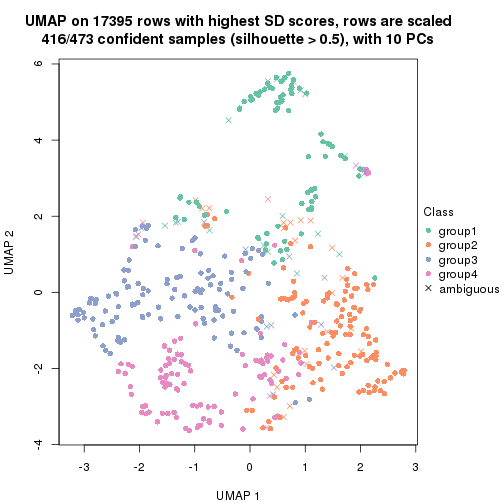 UMAP on 17395 rows with highest SD scores, rows are scaled
416/473 confident samples (silhouette > 0.5), with 10 PCs
6
4
2
0
-2
-4
UMAP 2
-3
-2
-1
0
1
2
3
UMAP 1
Class
group1
group2
group3
group4
ambiguous